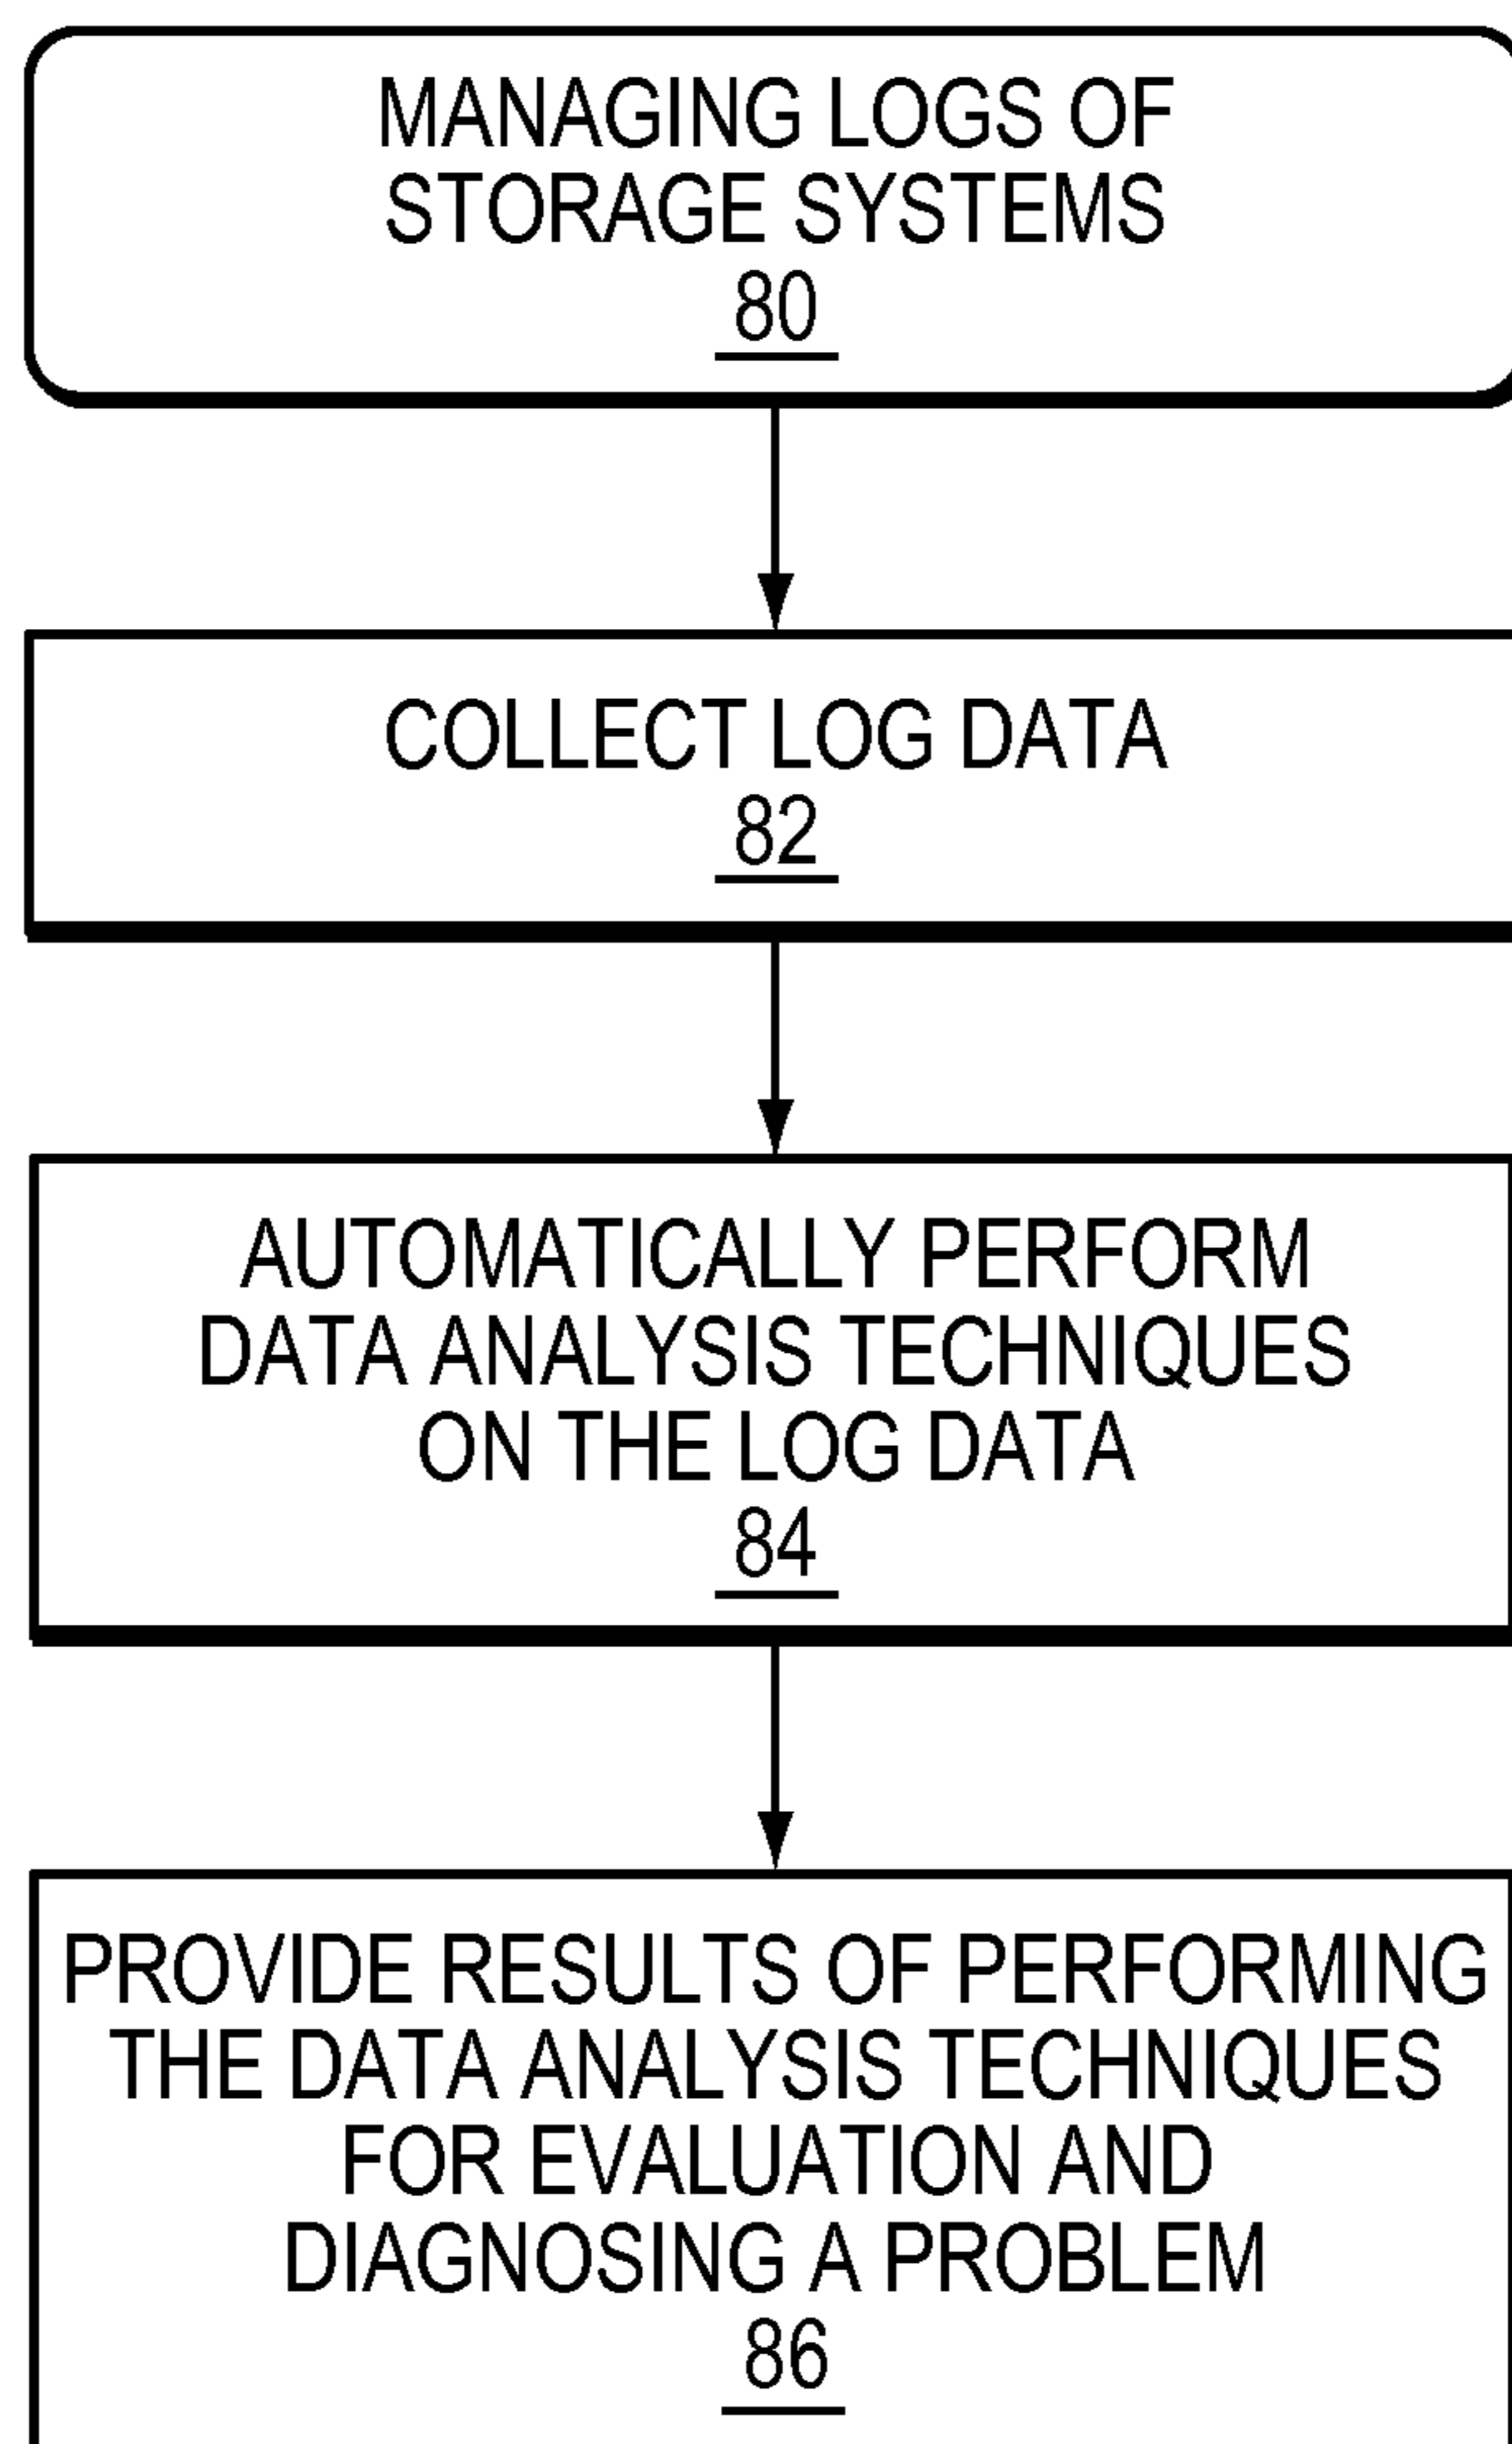 MANAGING LOGS OF
STORAGE SYSTEMS
80
COLLECT LOG DATA
82
AUTOMATICALLY PERFORM
DATA ANALYSIS TECHNIQUES
ON THE LOG DATA
84
PROVIDE RESULTS OF PERFORMING
THE DATA ANALYSIS TECHNIQUES
FOR EVALUATION AND
DIAGNOSING A PROBLEM
86